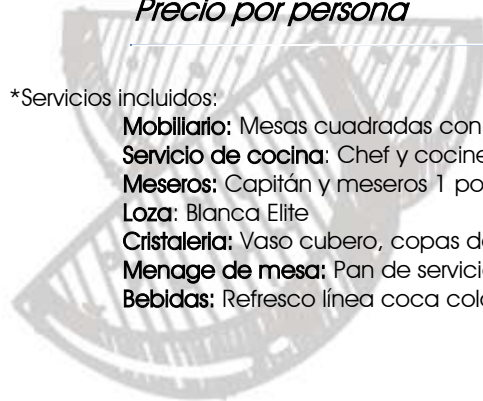 Precio por persona
*Servicios incluidos:
Mobiliario: Mesas cuadradas con
Servicio de cocina: Chef y cocine
Meseros: Capitán y meseros 1 po
Loza: Blanca Elite
Cristaleria: Vaso cubero, copas d
Menage de mesa: Pan de servici
Bebidas: Refresco línea coca col